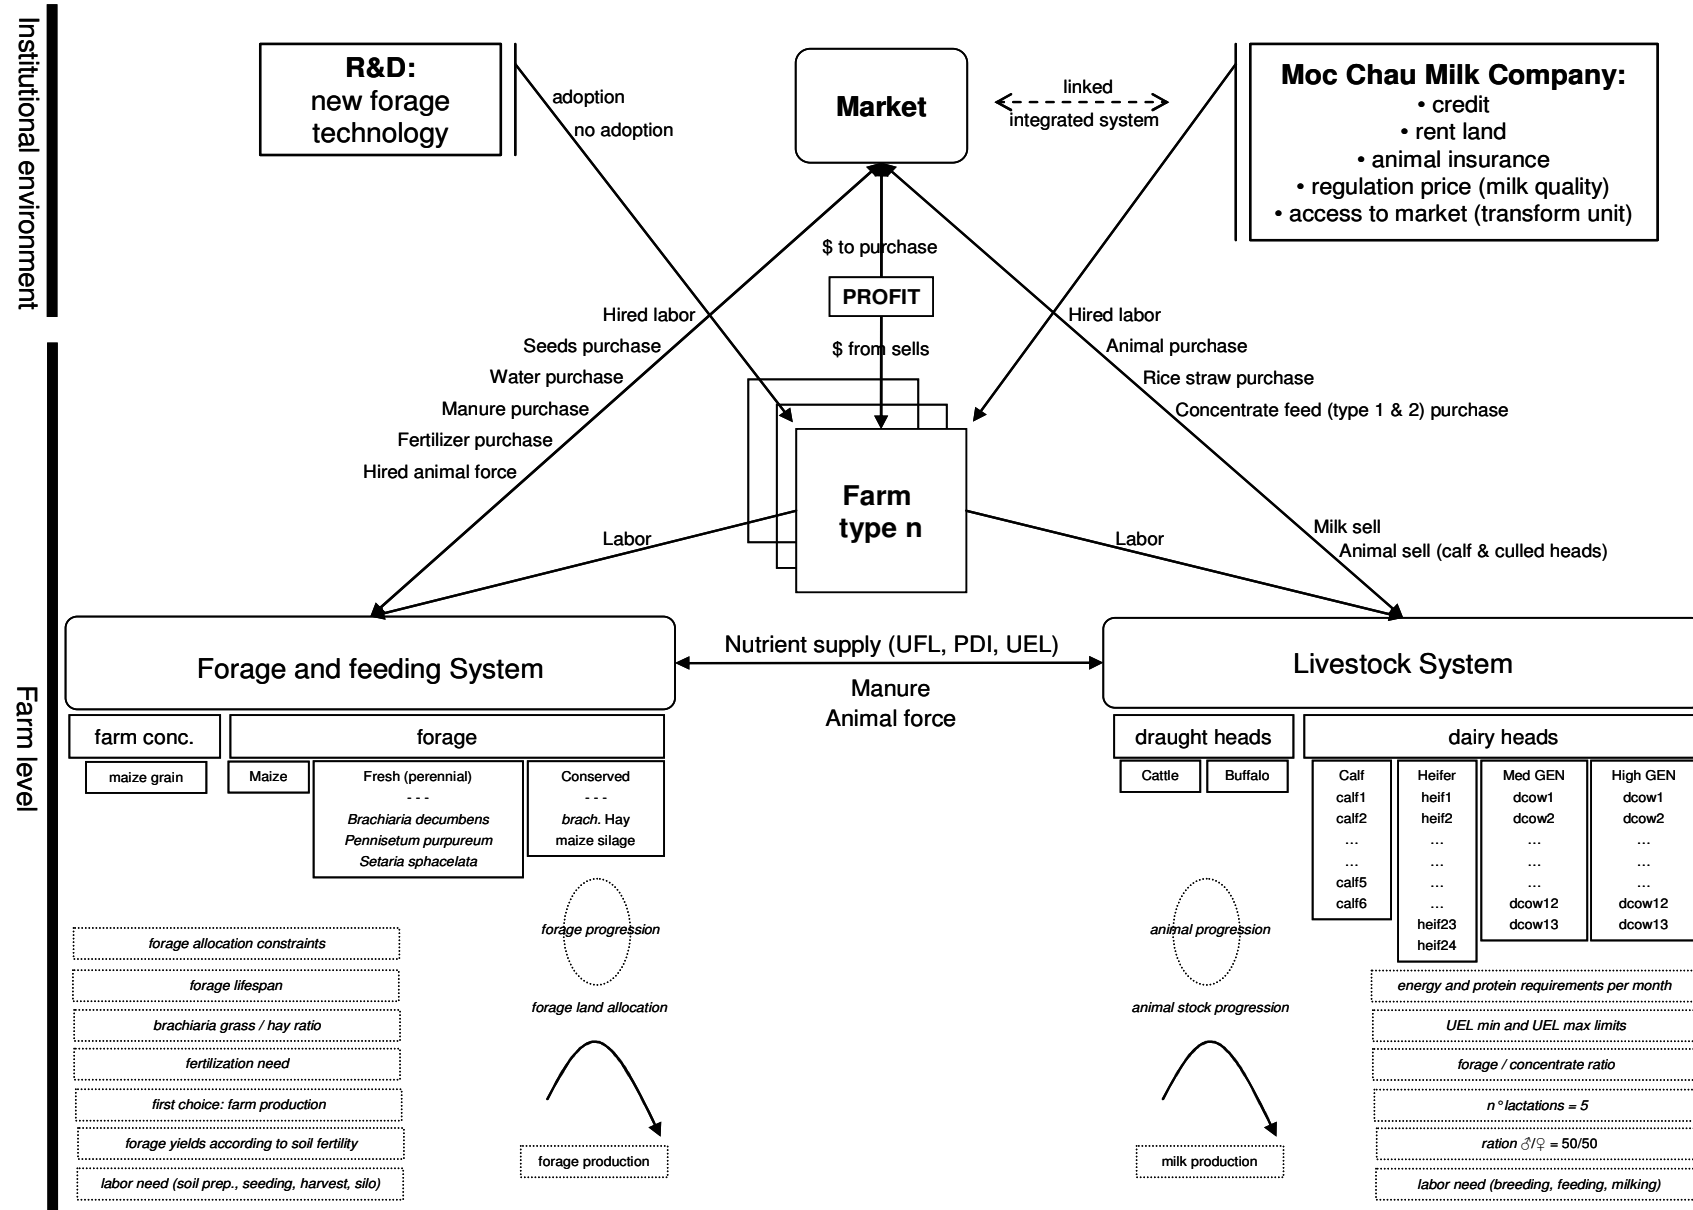 Institutional environment
R&D:
new forage
technology
adoption
no adoption
Market
linked
integrated system
Moc Chau Milk Company:
• credit
• rent land
• animal insurance
• regulation price (milk quality)
• access to market (transform unit)
$ to purchase
PROFIT
$ from sells
Hired labor
Seeds purchase
Water purchase
Manure purchase
Fertilizer purchase
Hired animal force
Hired labor
Animal purchase
Rice straw purchase
Concentrate feed (type 1 & 2) purchase
Milk sell
Animal sell (calf & culled heads)
Farm
type n
Labor
Labor
Farm level
Forage and feeding System
Nutrient supply (UFL, PDI, UEL)
Manure
Animal force
Livestock System
farm conc.
maize grain
forage
Maize
Fresh (perennial)
- - -
Brachiaria decumbens
Pennisetum purpureum
Setaria sphacelata
Conserved
- - -
brach. Hay
maize silage
draught heads
Cattle
Buffalo
dairy heads
Calf
calf1
calf2
...
...
calf5
calf6
Heifer
heif1
heif2
...
...
...
...
heif23
heif24
Med GEN
dcow1
dcow2
...
...
...
dcow12
dcow13
High GEN
dcow1
dcow2
...
...
...
dcow12
dcow13
forage allocation constraints
forage lifespan
brachiaria grass / hay ratio
fertilization need
first choice: farm production
forage yields according to soil fertility
labor need (soil prep., seeding, harvest, silo)
forage progression
forage land allocation
forage production
animal progression
animal stock progression
milk production
energy and protein requirements per month
UEL min and UEL max limits
forage / concentrate ratio
n° lactations = 5
ration ♂/♀ = 50/50
labor need (breeding, feeding, milking)